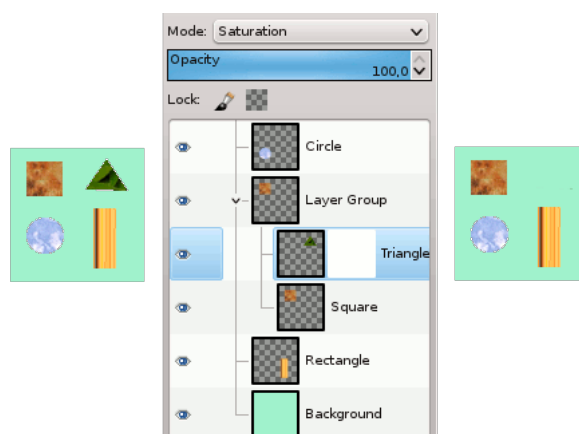 Mode: Saturation
Opacity
100,0
Lock:
Circle
Layer Group
Triangle
Square
Rectangle
Background